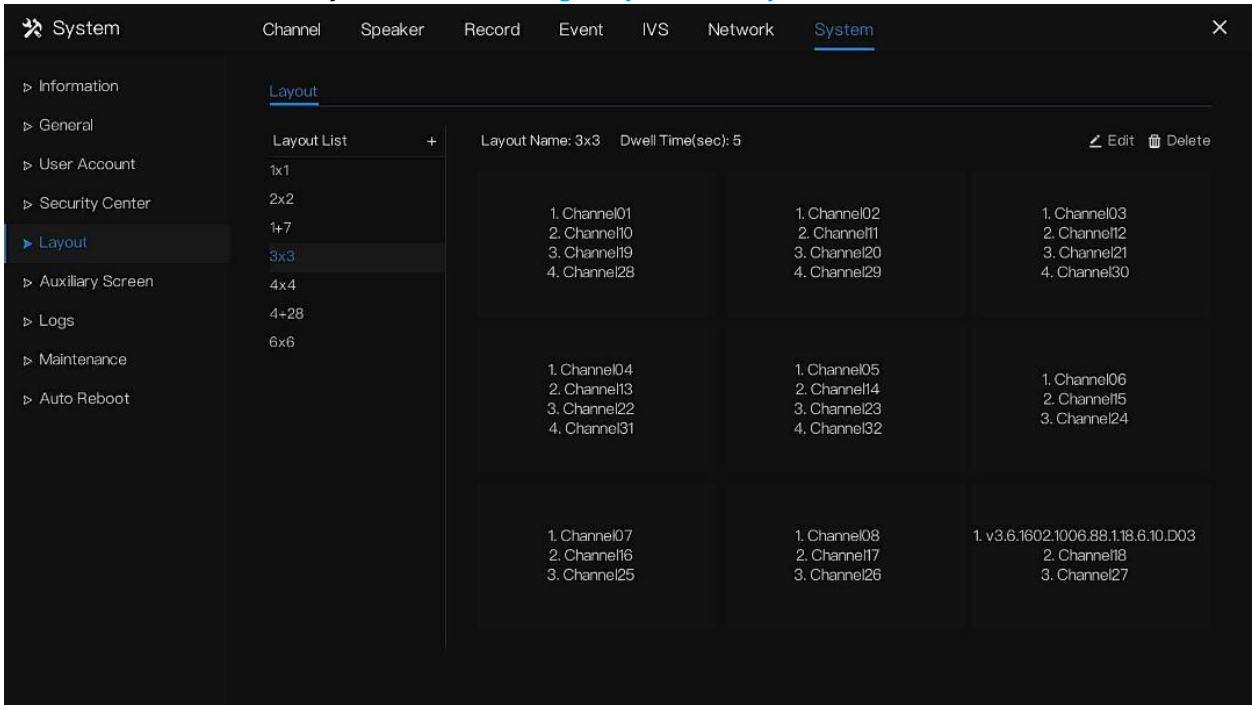 System
Channel Speaker Record Event IVS Network System
Information
General
User Account
Security Center
Layout
Auxiliary Screen
Logs
Maintenance
Auto Reboot
Layout
Layout List +
1x1
2x2
1+7
3x3
4x4
4+28
6x6
Layout Name: 3x3 Dwell Time(sec): 5
Edit Delete
1. Channel01
2. Channel10
3. Channel19
4. Channel28
1. Channel02
2. Channel11
3. Channel20
4. Channel29
1. Channel03
2. Channel12
3. Channel21
4. Channel30
1. Channel04
2. Channel13
3. Channel22
4. Channel31
1. Channel05
2. Channel14
3. Channel23
4. Channel32
1. Channel06
2. Channel15
3. Channel24
1. Channel07
2. Channel16
3. Channel25
1. Channel08
2. Channel17
3. Channel26
1. v3.6.1602.1006.88.1.18.6.10.D03
2. Channel18
3. Channel27